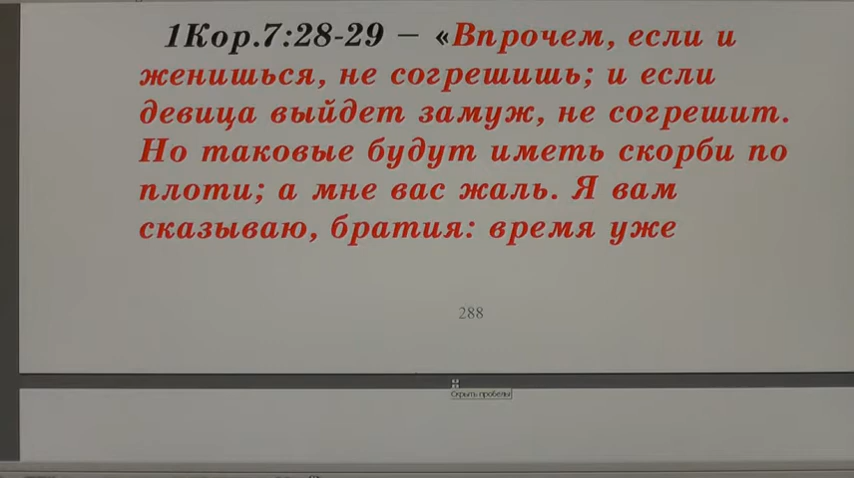 1Кор.7:28-29 – «Впрочем, если и
женишься, не согрешишь; и если
девица выйдет замуж, не согрешит.
Но таковые будут иметь скорби по
плоти; а мне вас жаль. Я вам
сказываю, братия: время уже
288
Скрыть пробелы